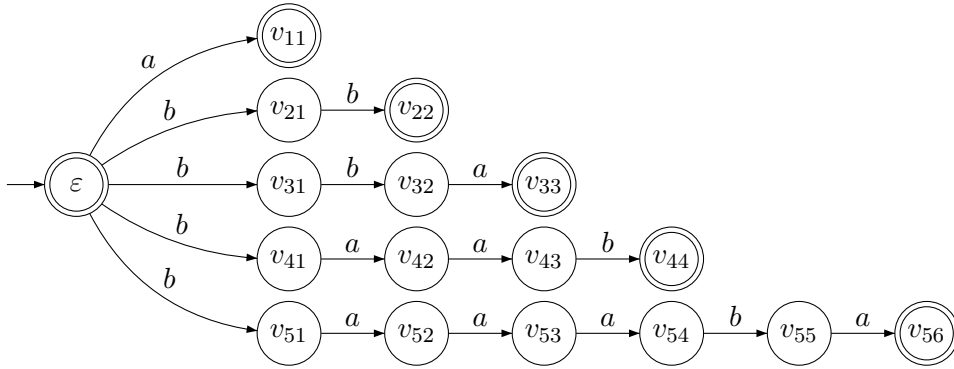 a v₁₁
b v₂₁ b v₂₂
ε b v₃₁ b v₃₂ a v₃₃
b v₄₁ a v₄₂ a v₄₃ b v₄₄
b v₅₁ a v₅₂ a v₅₃ a v₅₄ b v₅₅ a v₅₆